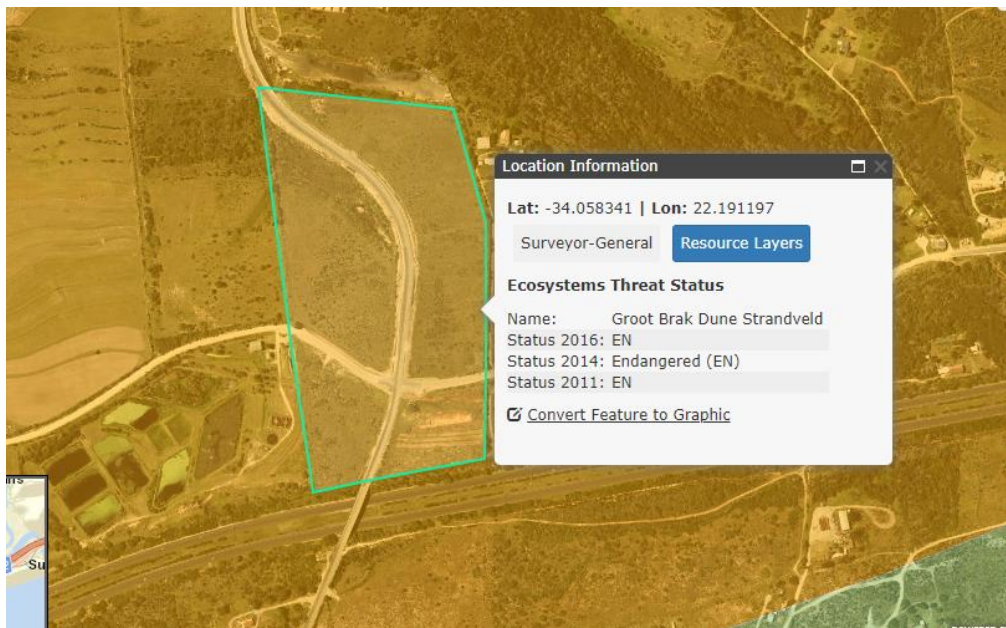 Location Information
Lat: -34.058341 | Lon: 22.191197
Surveyor-General Resource Layers
Ecosystems Threat Status
Name: Groot Brak Dune Strandveld
Status 2016: EN
Status 2014: Endangered (EN)
Status 2011: EN
Convert Feature to Graphic
Su